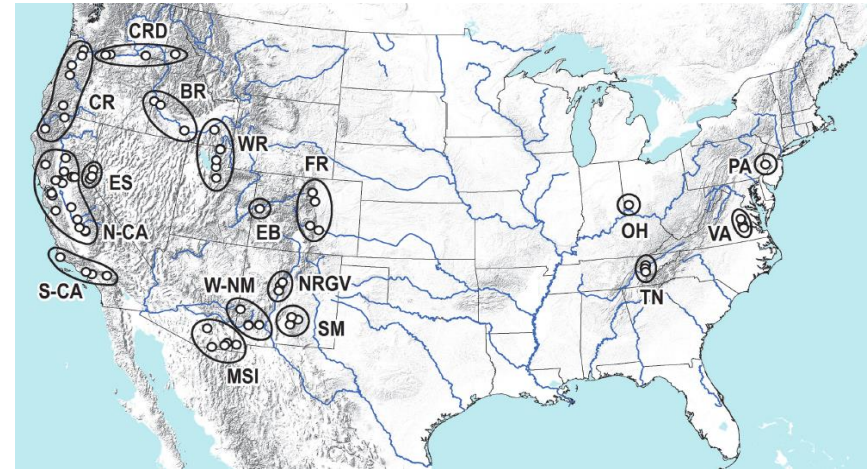 CRD
CR
BR
WR
FR
ES
EB
N-CA
S-CA
W-NM
NRGV
SM
MSI
PA
OH
VA
TN